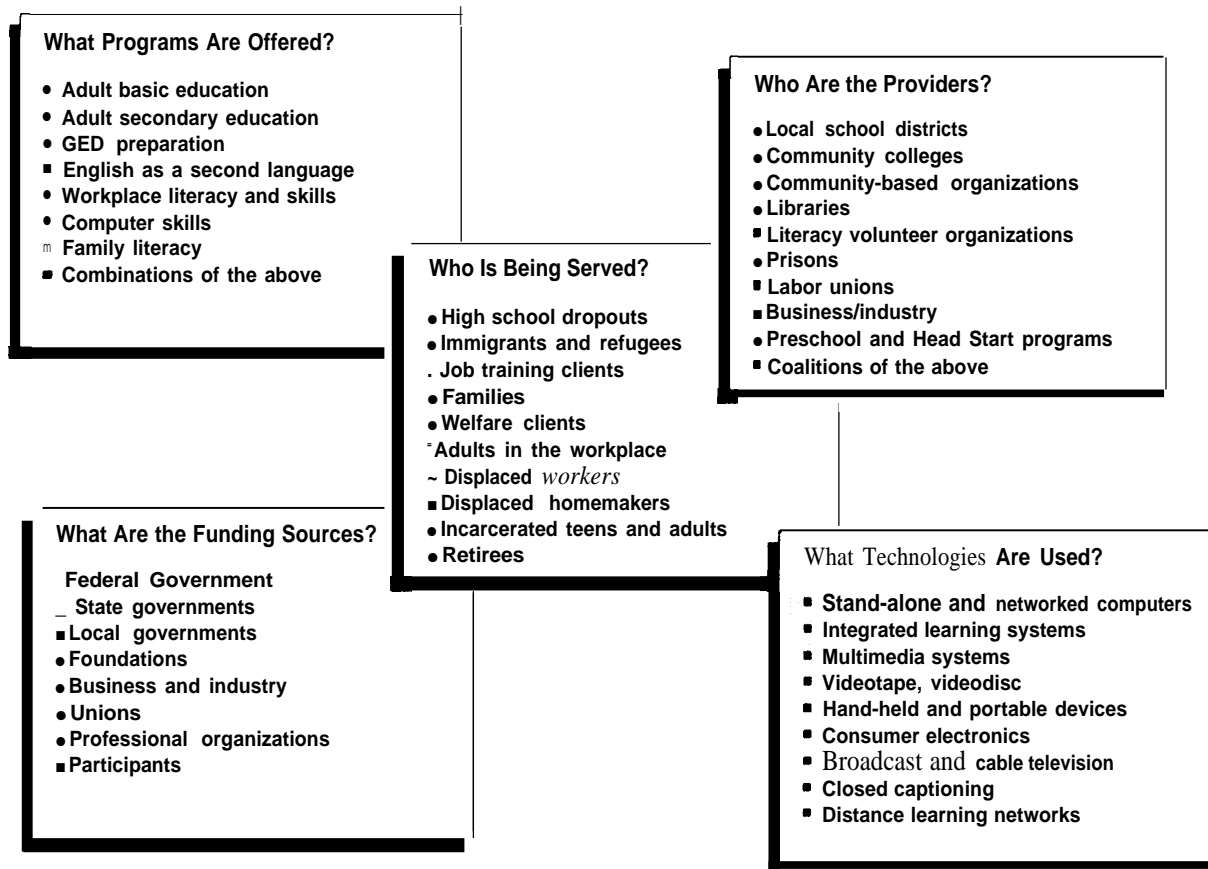 What Programs Are Offered?
• Adult basic education
• Adult secondary education
• GED preparation
■ English as a second language
• Workplace literacy and skills
• Computer skills
m Family literacy
■ Combinations of the above
Who Are the Providers?
• Local school districts
• Community colleges
• Community-based organizations
• Libraries
■ Literacy volunteer organizations
• Prisons
■ Labor unions
■ Business/industry
• Preschool and Head Start programs
■ Coalitions of the above
Who Is Being Served?
• High school dropouts
• Immigrants and refugees
. Job training clients
• Families
• Welfare clients
" Adults in the workplace
~ Displaced workers
■ Displaced homemakers
• Incarcerated teens and adults
• Retirees
What Are the Funding Sources?
Federal Government
_ State governments
■ Local governments
• Foundations
• Business and industry
• Unions
• Professional organizations
■ Participants
What Technologies Are Used?
■ Stand-alone and networked computers
■ Integrated learning systems
■ Multimedia systems
■ Videotape, videodisc
■ Hand-held and portable devices
■ Consumer electronics
■ Broadcast and cable television
■ Closed captioning
■ Distance learning networks